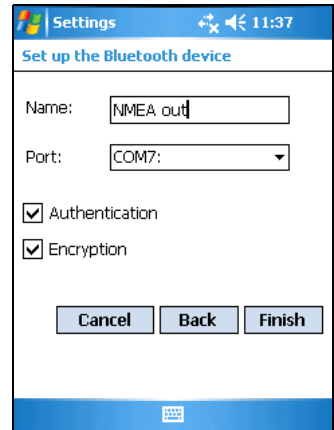 Settings 11:37
Set up the Bluetooth device
Name: NMEA out
Port: COM7:
Authentication
Encryption
Cancel Back Finish